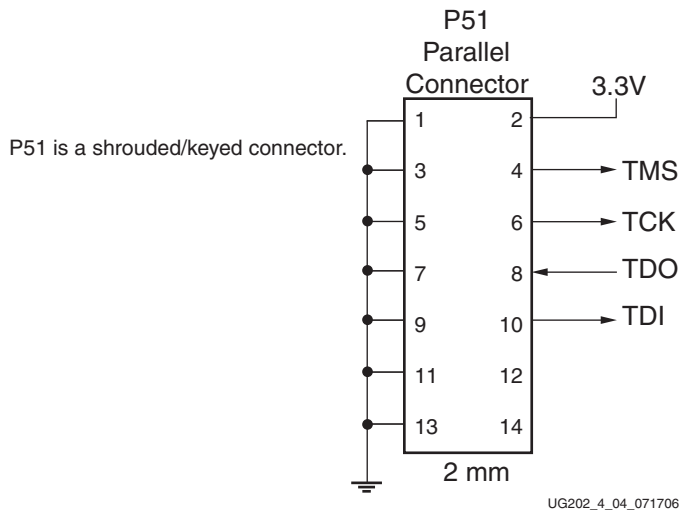 P51
Parallel
Connector
3.3V
1 2
P51 is a shrouded/keyed connector.
3 4 TMS
5 6 TCK
7 8 TDO
9 10 TDI
11 12
13 14
2 mm
UG202_4_04_071706